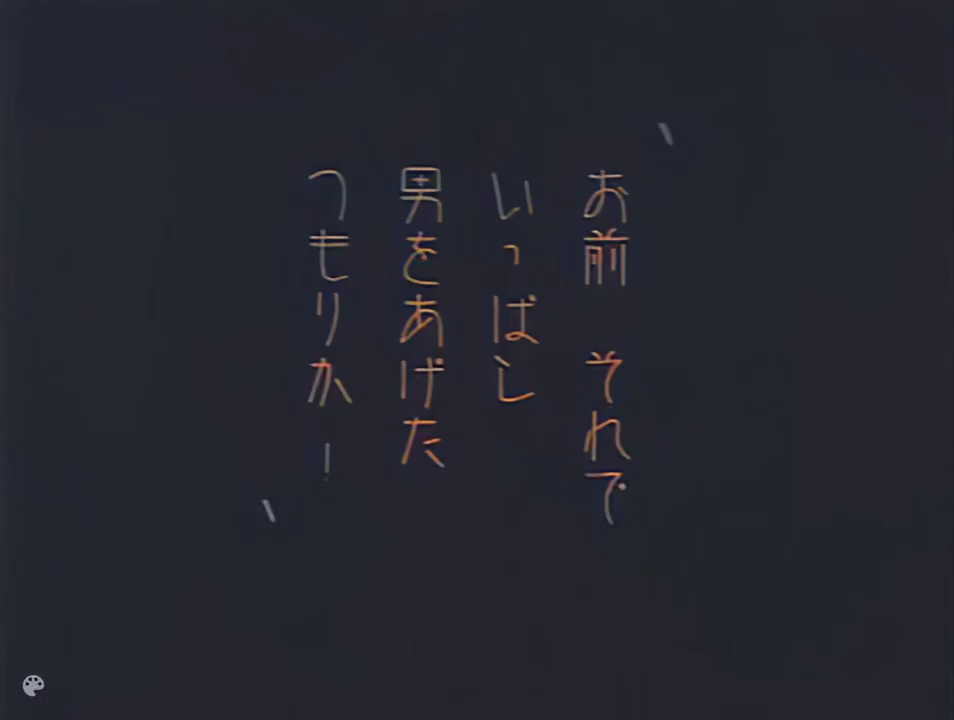 お前　それで
いっぱし
男をあげた
つもりか！